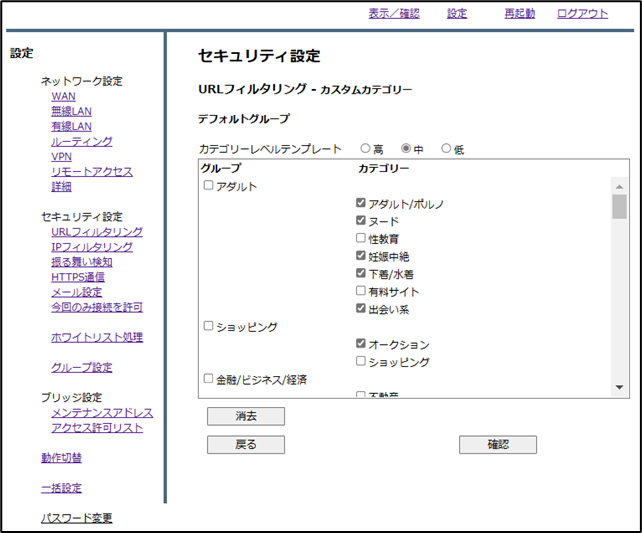 表示／確認 設定 再起動 ログアウト
設定
ネットワーク設定
WAN
無線LAN
有線LAN
ルーティング
VPN
リモートアクセス
詳細
セキュリティ設定
URLフィルタリング
IPフィルタリング
振る舞い検知
HTTPS通信
メール設定
今回のみ接続を許可
ホワイトリスト処理
グループ設定
ブリッジ設定
メンテナンスアドレス
アクセス許可リスト
動作切替
一括設定
パスワード変更
セキュリティ設定
URLフィルタリング - カスタムカテゴリー
デフォルトグループ
カテゴリーレベルテンプレート 高 中 低
グループ カテゴリー
アダルト
アダルト/ポルノ
ヌード
性教育
妊娠中絶
下着/水着
有料サイト
出会い系
ショッピング
オークション
ショッピング
金融/ビジネス/経済
不動産
消去
戻る 確認